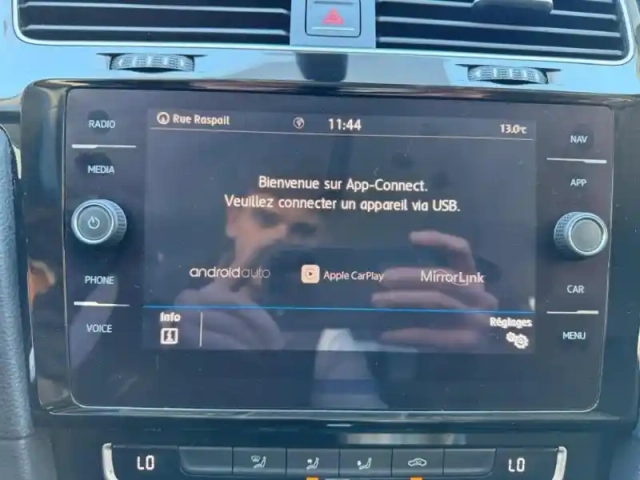 Rue Raspail 11:44 13.0°C
RADIO
MEDIA
PHONE
VOICE
Bienvenue sur App-Connect.
Veuillez connecter un appareil via USB.
androidauto Apple CarPlay MirrorLink
Info Réglages
NAV
APP
CAR
MENU
LO LO